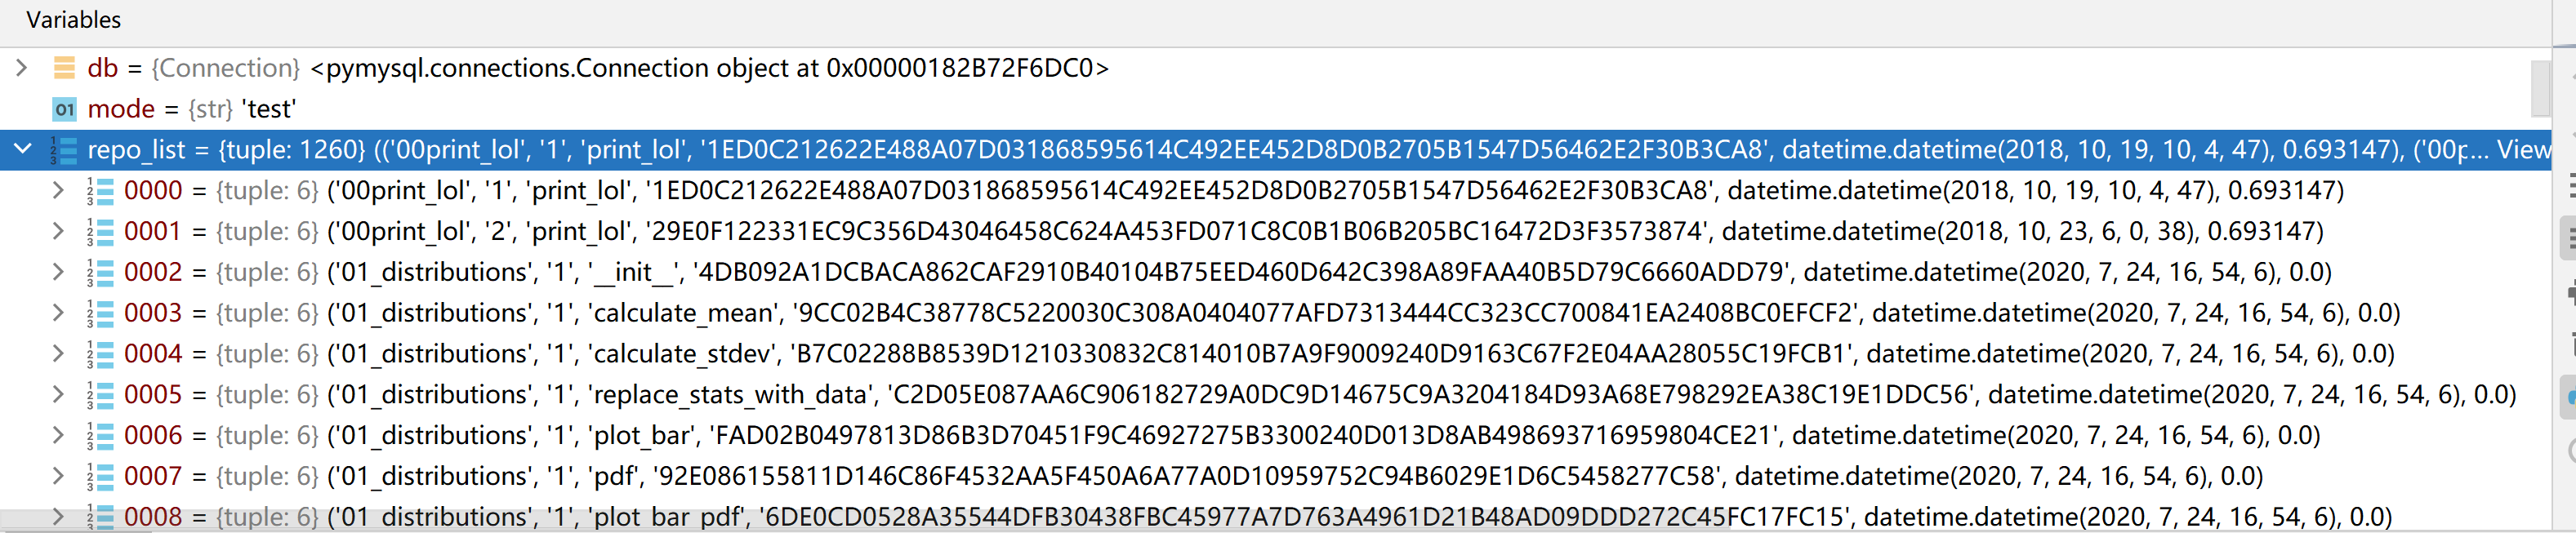 Variables
db = {Connection} <pymysql.connections.Connection object at 0x00000182B72F6DC0>
01 mode = {str} 'test'
repo_list = {tuple: 1260} (('00print_lol', '1', 'print_lol', '1ED0C212622E488A07D031868595614C492EE452D8D0B2705B1547D56462E2F30B3CA8', datetime.datetime(2018, 10, 19, 10, 4, 47), 0.693147), ('00p... View
0000 = {tuple: 6} ('00print_lol', '1', 'print_lol', '1ED0C212622E488A07D031868595614C492EE452D8D0B2705B1547D56462E2F30B3CA8', datetime.datetime(2018, 10, 19, 10, 4, 47), 0.693147)
0001 = {tuple: 6} ('00print_lol', '2', 'print_lol', '29E0F122331EC9C356D43046458C624A453FD071C8C0B1B06B205BC16472D3F3573874', datetime.datetime(2018, 10, 23, 6, 0, 38), 0.693147)
0002 = {tuple: 6} ('01_distributions', '1', '__init__', '4DB092A1DCBACA862CAF2910B40104B75EED460D642C398A89FAA40B5D79C6660ADD79', datetime.datetime(2020, 7, 24, 16, 54, 6), 0.0)
0003 = {tuple: 6} ('01_distributions', '1', 'calculate_mean', '9CC02B4C38778C5220030C308A0404077AFD7313444CC323CC700841EA2408BC0EFCF2', datetime.datetime(2020, 7, 24, 16, 54, 6), 0.0)
0004 = {tuple: 6} ('01_distributions', '1', 'calculate_stdev', 'B7C02288B8539D1210330832C814010B7A9F9009240D9163C67F2E04AA28055C19FCB1', datetime.datetime(2020, 7, 24, 16, 54, 6), 0.0)
0005 = {tuple: 6} ('01_distributions', '1', 'replace_stats_with_data', 'C2D05E087AA6C906182729A0DC9D14675C9A3204184D93A68E798292EA38C19E1DDC56', datetime.datetime(2020, 7, 24, 16, 54, 6), 0.0)
0006 = {tuple: 6} ('01_distributions', '1', 'plot_bar', 'FAD02B0497813D86B3D70451F9C46927275B3300240D013D8AB498693716959804CE21', datetime.datetime(2020, 7, 24, 16, 54, 6), 0.0)
0007 = {tuple: 6} ('01_distributions', '1', 'pdf', '92E086155811D146C86F4532AA5F450A6A77A0D10959752C94B6029E1D6C5458277C58', datetime.datetime(2020, 7, 24, 16, 54, 6), 0.0)
0008 = {tuple: 6} ('01_distributions', '1', 'plot_bar_pdf', '6DE0CD0528A35544DFB30438FBC45977A7D763A4961D21B48AD09DDD272C45FC17FC15', datetime.datetime(2020, 7, 24, 16, 54, 6), 0.0)